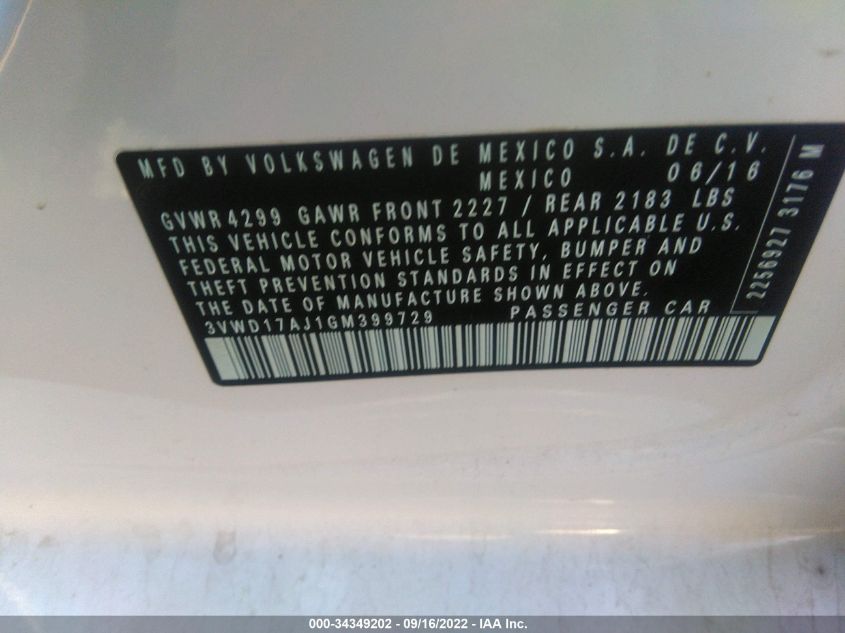 MFD BY VOLKSWAGEN DE MEXICO S.A. DE C.V.
MEXICO 06/16
GVWR 4299 GAWR FRONT 2227 / REAR 2183 LBS
THIS VEHICLE CONFORMS TO ALL APPLICABLE U.S.
FEDERAL MOTOR VEHICLE SAFETY, BUMPER AND
THEFT PREVENTION STANDARDS IN EFFECT ON
THE DATE OF MANUFACTURE SHOWN ABOVE.
3VWD17AJ1GM399729 PASSENGER CAR
2256927 3176 M
000-34349202 - 09/16/2022 - IAA Inc.